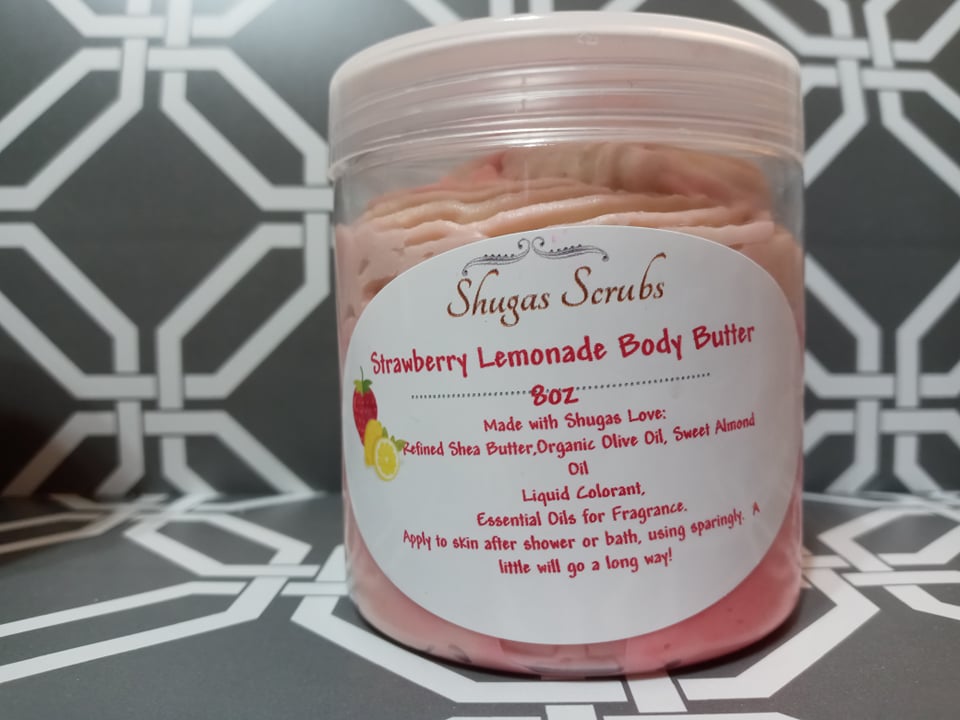 Shugas Scrubs
Strawberry Lemonade Body Butter
8oz
Made with Shugas Love:
Refined Shea Butter,Organic Olive Oil, Sweet Almond
Oil
Liquid Colorant,
Essential Oils for Fragrance.
Apply to skin after shower or bath, using sparingly. A
little will go a long way!